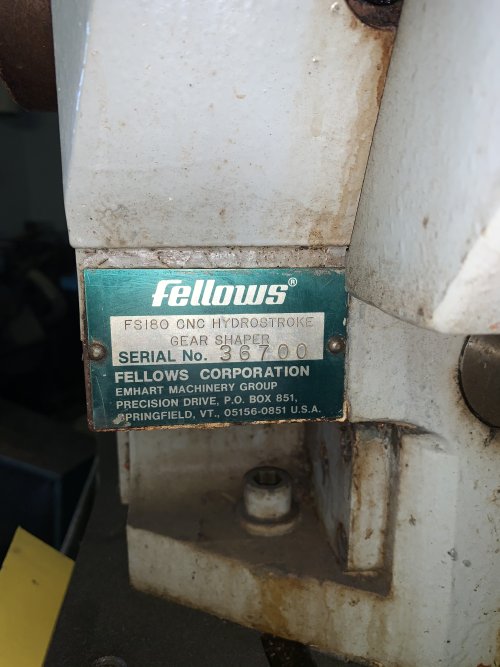 fellows®
FS180 CNC HYDROSTROKE
GEAR SHAPER
SERIAL No. 36700
FELLOWS CORPORATION
EMHART MACHINERY GROUP
PRECISION DRIVE, P.O. BOX 851,
SPRINGFIELD, VT., 05156-0851 U.S.A.